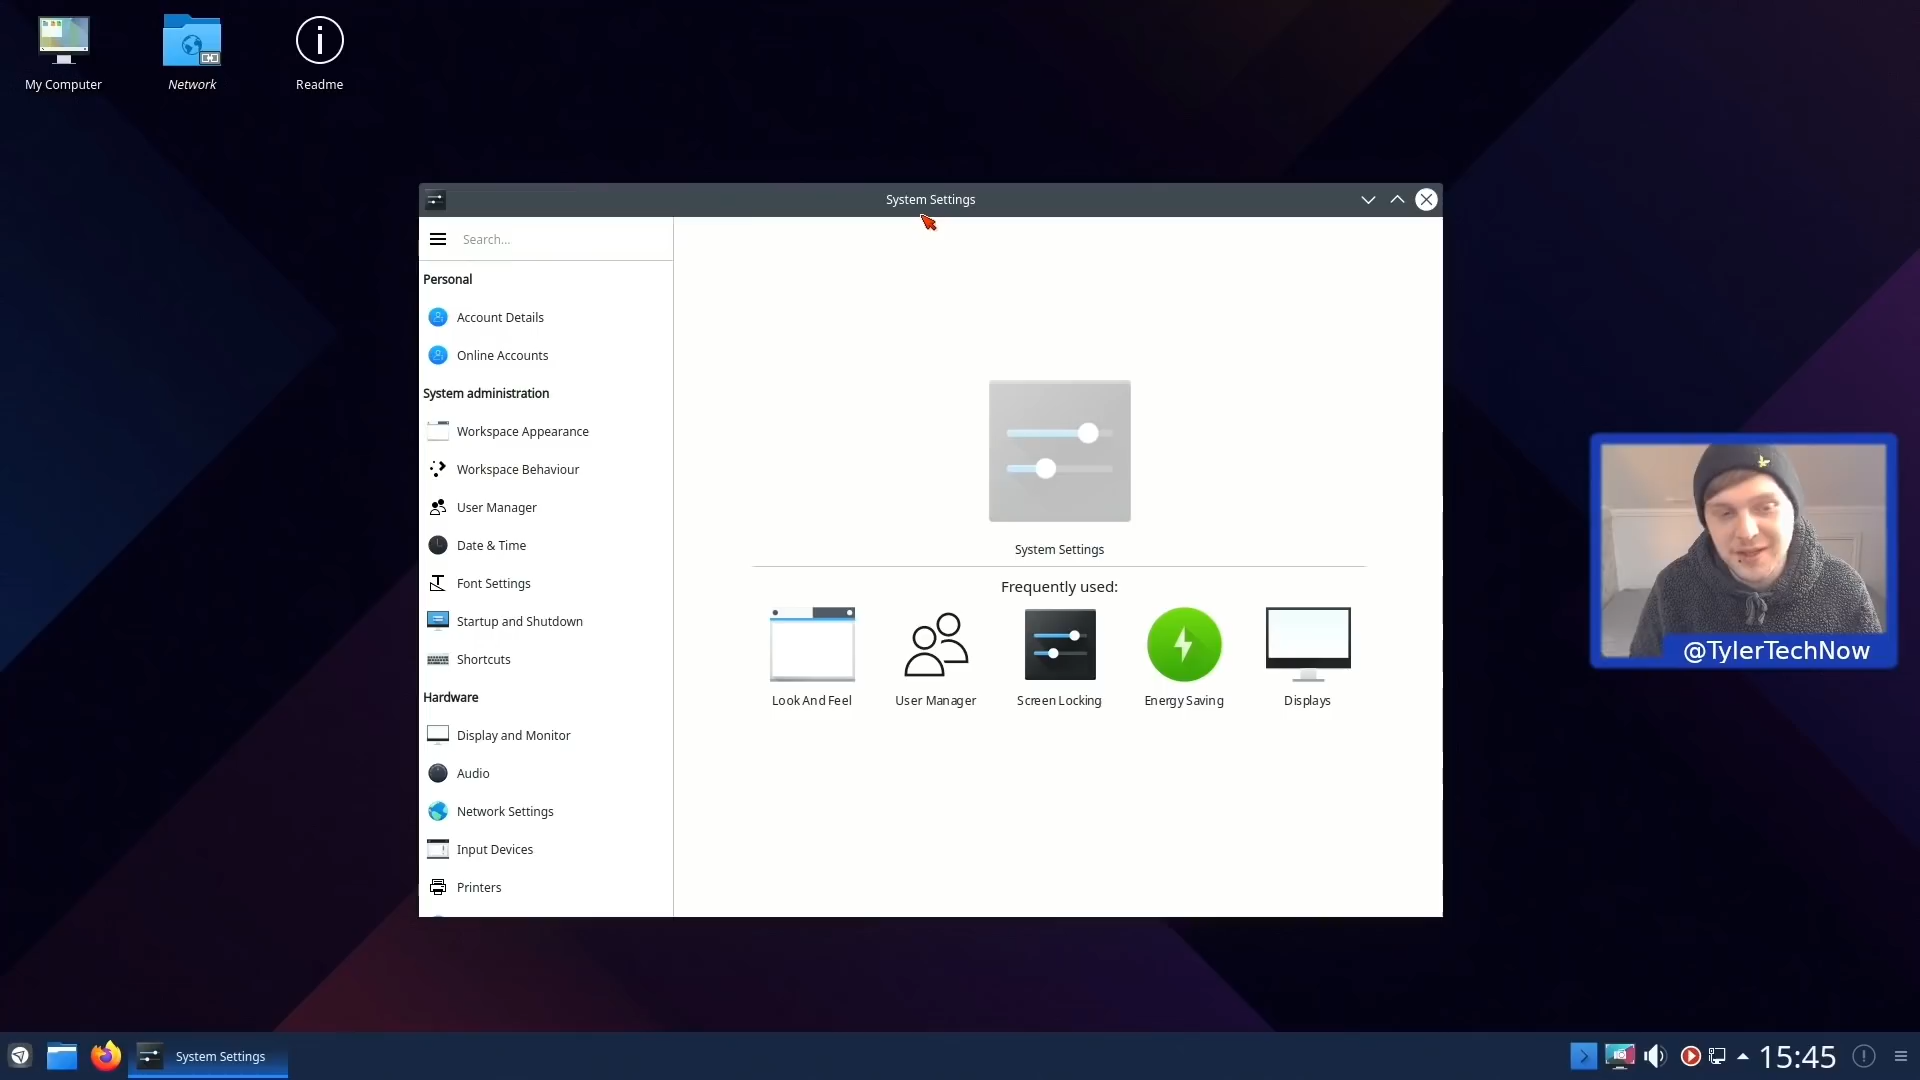 My Computer
Network
Readme
System Settings
Search...
Personal
Account Details
Online Accounts
System administration
Workspace Appearance
Workspace Behaviour
User Manager
Date & Time
Font Settings
Startup and Shutdown
Shortcuts
Hardware
Display and Monitor
Audio
Network Settings
Input Devices
Printers
System Settings
Frequently used:
Look And Feel
User Manager
Screen Locking
Energy Saving
Displays
@TylerTechNow
System Settings
15:45